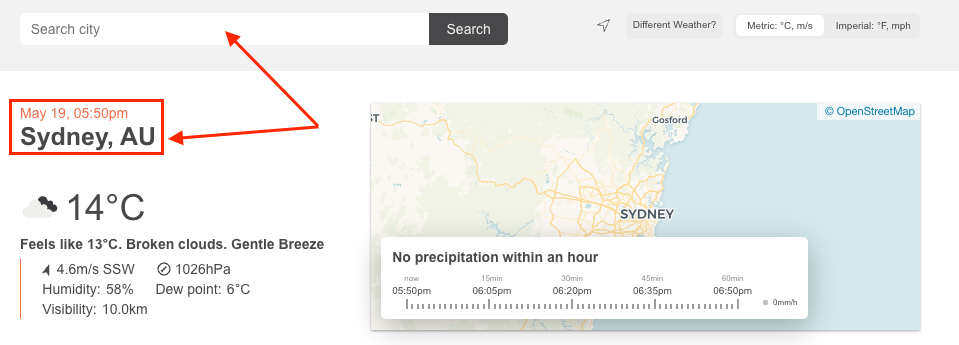 Search city
Search
Different Weather?
Metric: °C, m/s
Imperial: °F, mph
May 19, 05:50pm
Sydney, AU
14°C
Feels like 13°C. Broken clouds. Gentle Breeze
4.6m/s SSW
1026hPa
Humidity: 58%
Dew point: 6°C
Visibility: 10.0km
© OpenStreetMap
ST
Gosford
SYDNEY
No precipitation within an hour
now
15min
30min
45min
60min
05:50pm
06:05pm
06:20pm
06:35pm
06:50pm
0mm/h